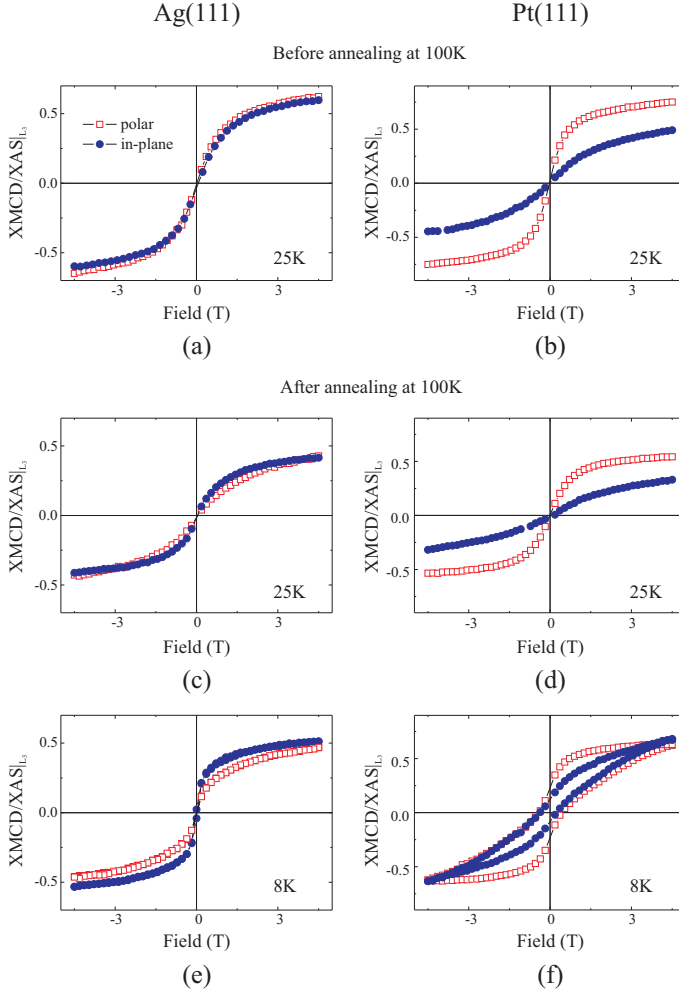 Ag(111) Pt(111)
Before annealing at 100K
XMCD/XAS|L₃ 0.5 0.0 -0.5 polar in-plane 25K -3 0 3 Field (T)
XMCD/XAS|L₃ 0.5 0.0 -0.5 25K -3 0 3 Field (T)
(a) (b)
After annealing at 100K
XMCD/XAS|L₃ 0.5 0.0 -0.5 25K -3 0 3 Field (T)
XMCD/XAS|L₃ 0.5 0.0 -0.5 25K -3 0 3 Field (T)
(c) (d)
XMCD/XAS|L₃ 0.5 0.0 -0.5 8K -3 0 3 Field (T)
XMCD/XAS|L₃ 0.5 0.0 -0.5 8K -3 0 3 Field (T)
(e) (f)